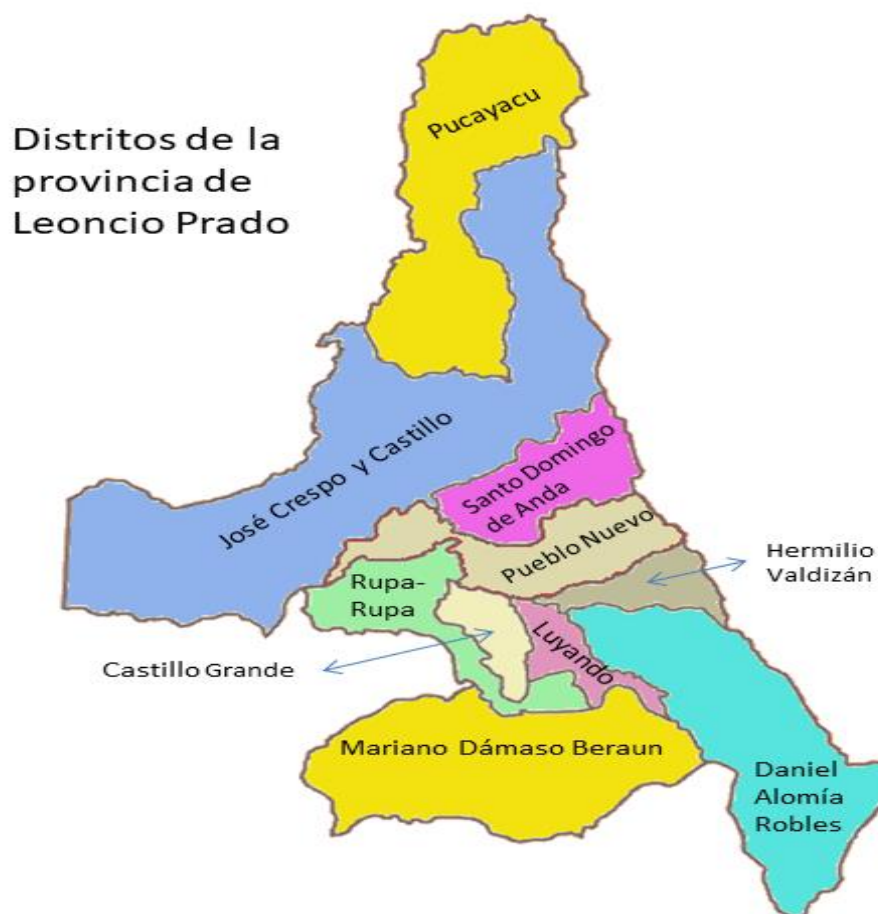 Distritos de la
provincia de
Leoncio Prado
Pucayacu
José Crespo y Castillo
Santo Domingo
de Anda
Pueblo Nuevo
Hermilio
Valdizán
Rupa-
Rupa
Luyando
Castillo Grande
Mariano Dámaso Beraun
Daniel
Alomía
Robles